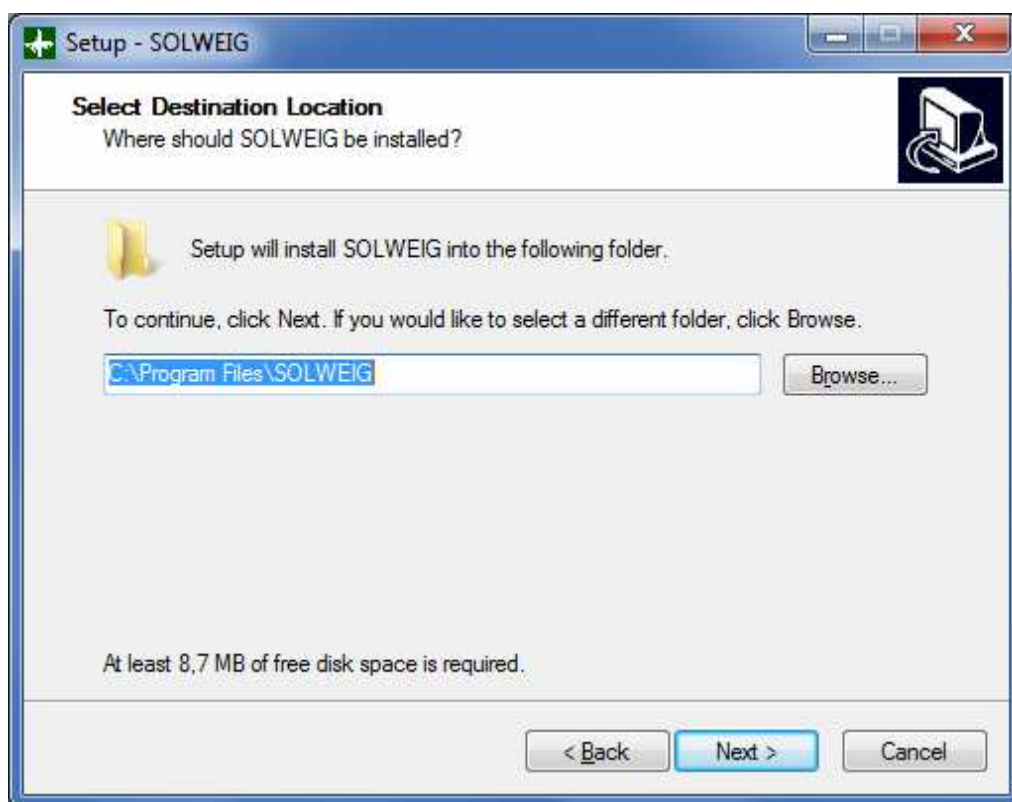 Setup - SOLWEIG
Select Destination Location
Where should SOLWEIG be installed?
Setup will install SOLWEIG into the following folder.
To continue, click Next. If you would like to select a different folder, click Browse.
C:\Program Files\SOLWEIG
Browse...
At least 8,7 MB of free disk space is required.
< Back
Next >
Cancel